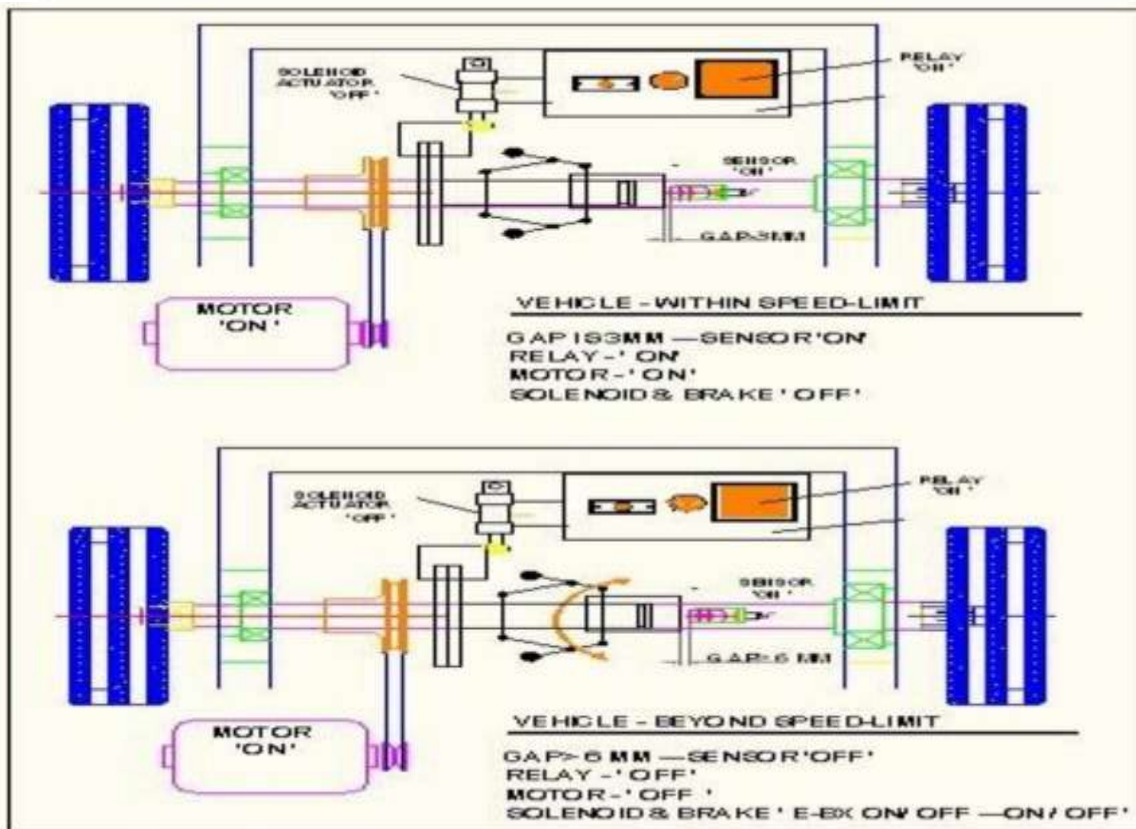 SOLENOID
ACTUATOR
'OFF'
RELAY
'ON'
SENSOR
'ON'
GAP-3MM
MOTOR
'ON'
VEHICLE - WITHIN SPEED-LIMIT
GAP IS 3MM — SENSOR 'ON'
RELAY - 'ON'
MOTOR - 'ON'
SOLENOID & BRAKE 'OFF'
SOLENOID
ACTUATOR
'OFF'
RELAY
'ON'
SENSOR
'ON'
GAP> 6 MM
MOTOR
'ON'
VEHICLE - BEYOND SPEED-LIMIT
GAP> 6 MM — SENSOR 'OFF'
RELAY - 'OFF'
MOTOR - 'OFF'
SOLENOID & BRAKE ' E-BX ON/ OFF — ON/ OFF'